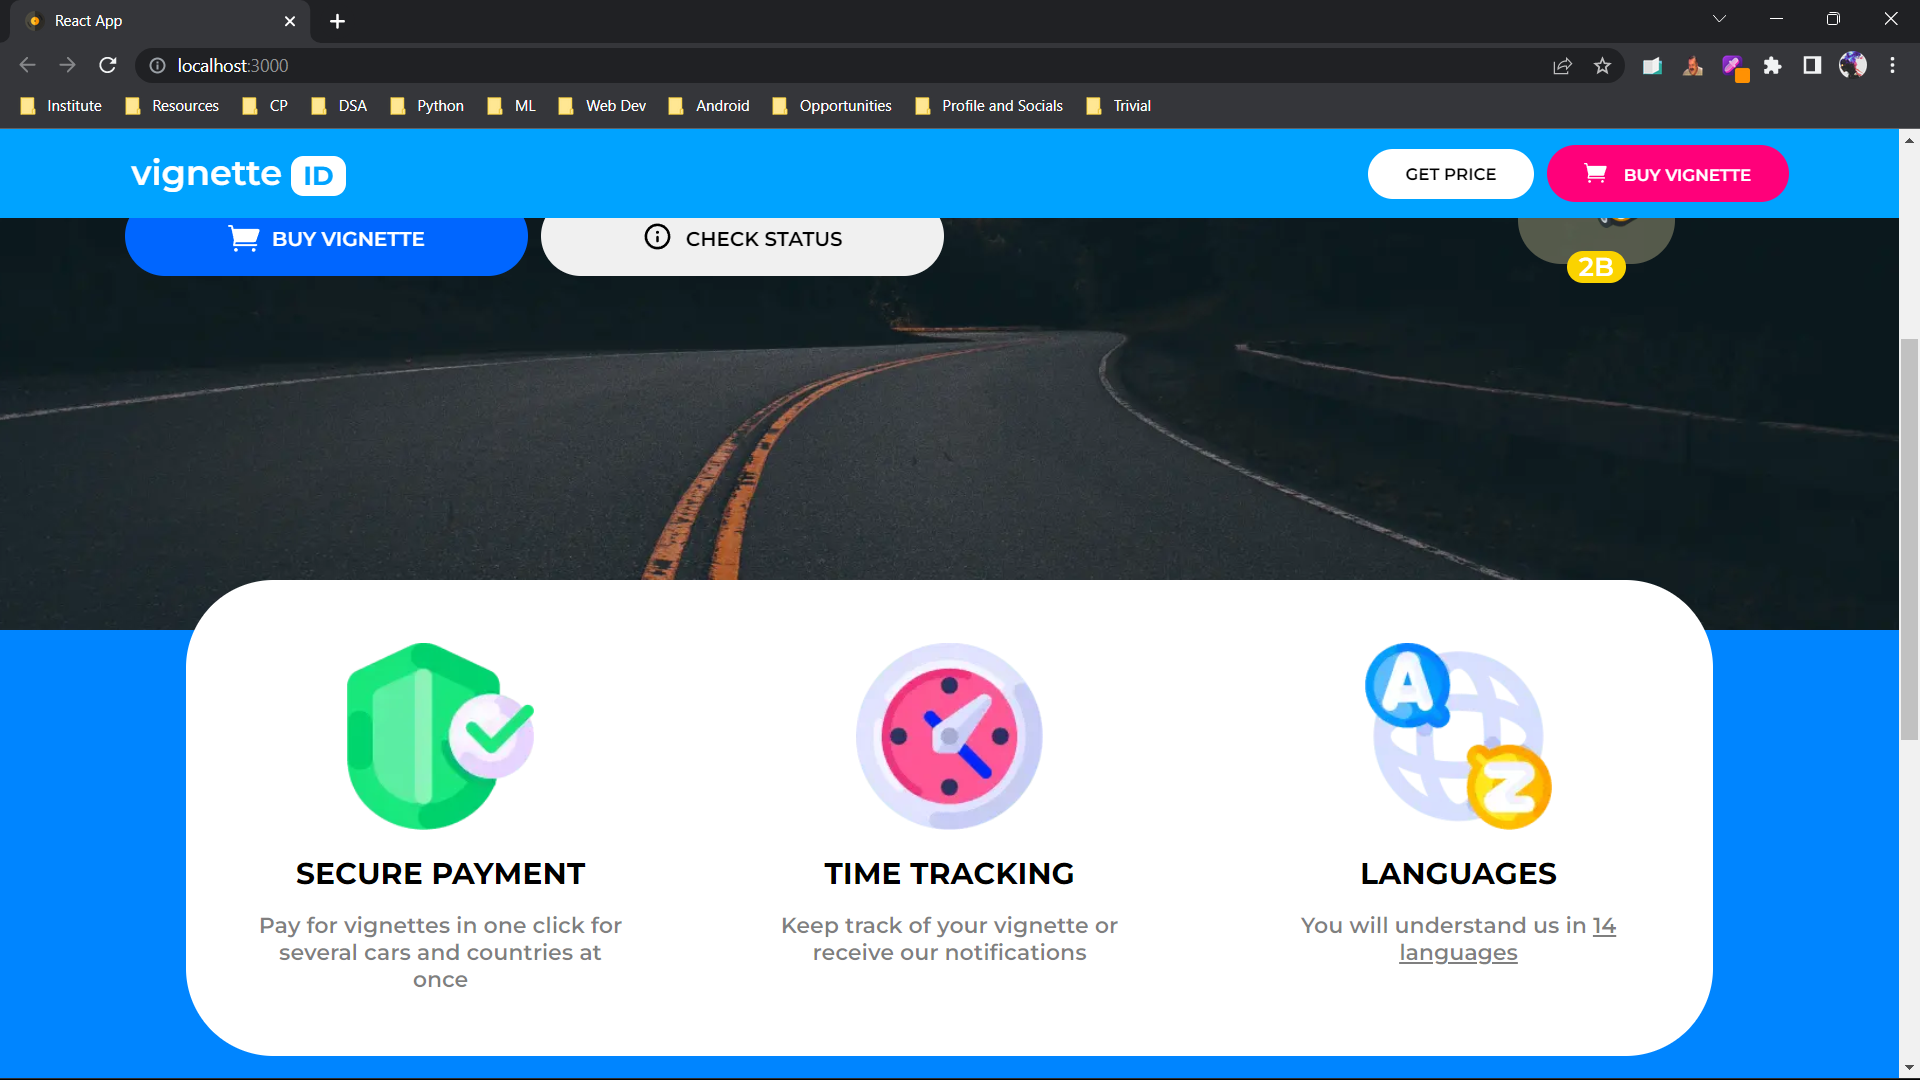 React App
localhost:3000
Institute Resources CP DSA Python ML Web Dev Android Opportunities Profile and Socials Trivial
vignette ID GET PRICE BUY VIGNETTE
BUY VIGNETTE CHECK STATUS
2B
A
Z
SECURE PAYMENT
Pay for vignettes in one click for
several cars and countries at
once
TIME TRACKING
Keep track of your vignette or
receive our notifications
LANGUAGES
You will understand us in 14
languages